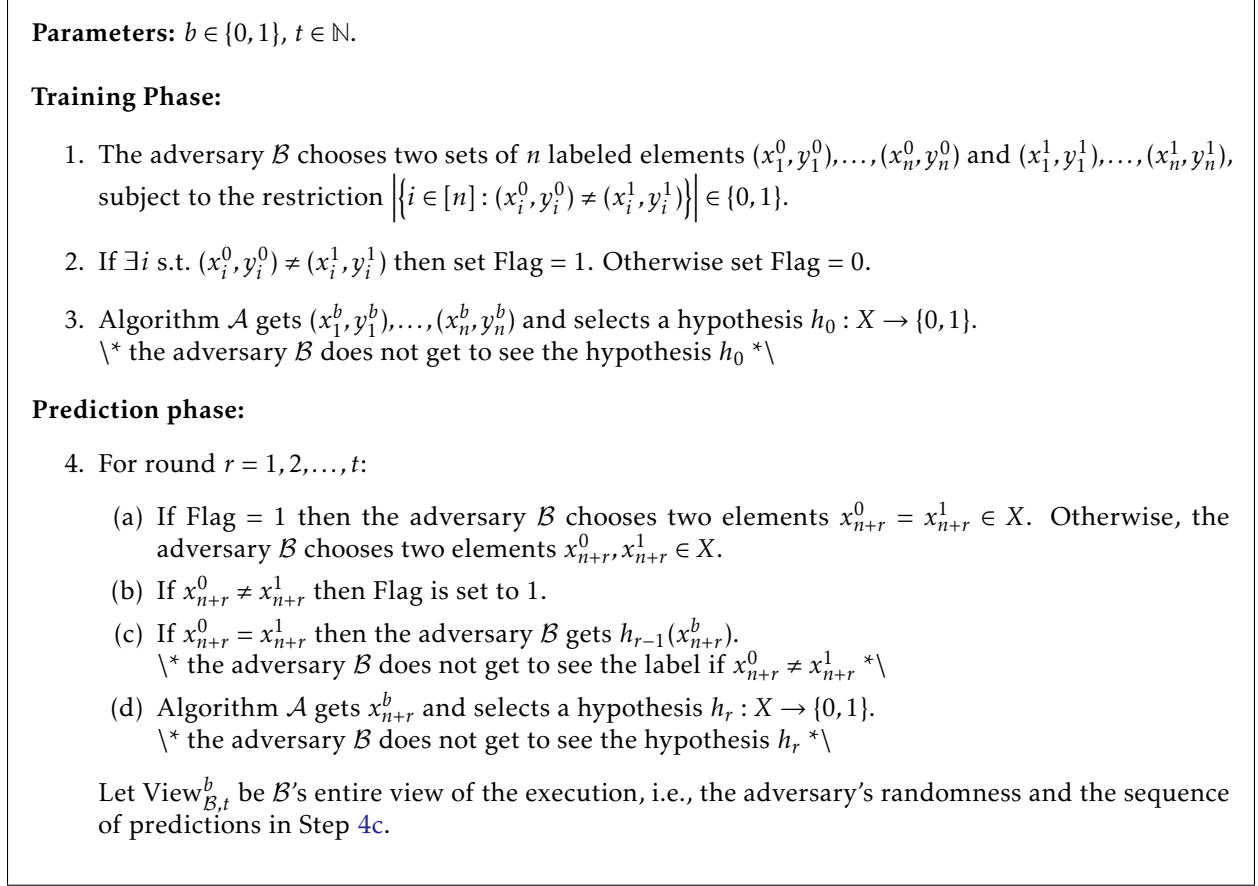 Parameters: b ∈ {0, 1}, t ∈ ℕ.
Training Phase:
1. The adversary ℬ chooses two sets of n labeled elements (x_1^0, y_1^0),…,(x_n^0, y_n^0) and (x_1^1, y_1^1),…,(x_n^1, y_n^1),
subject to the restriction |{i ∈ [n] : (x_i^0, y_i^0) ≠ (x_i^1, y_i^1)}| ∈ {0, 1}.
2. If ∃i s.t. (x_i^0, y_i^0) ≠ (x_i^1, y_i^1) then set Flag = 1. Otherwise set Flag = 0.
3. Algorithm 𝒜 gets (x_1^b, y_1^b),…,(x_n^b, y_n^b) and selects a hypothesis h_0 : X → {0, 1}.
\* the adversary ℬ does not get to see the hypothesis h_0 *\
Prediction phase:
4. For round r = 1, 2,…, t:
(a) If Flag = 1 then the adversary ℬ chooses two elements x_{n+r}^0 = x_{n+r}^1 ∈ X. Otherwise, the
adversary ℬ chooses two elements x_{n+r}^0, x_{n+r}^1 ∈ X.
(b) If x_{n+r}^0 ≠ x_{n+r}^1 then Flag is set to 1.
(c) If x_{n+r}^0 = x_{n+r}^1 then the adversary ℬ gets h_{r−1}(x_{n+r}^b).
\* the adversary ℬ does not get to see the label if x_{n+r}^0 ≠ x_{n+r}^1 *\
(d) Algorithm 𝒜 gets x_{n+r}^b and selects a hypothesis h_r : X → {0, 1}.
\* the adversary ℬ does not get to see the hypothesis h_r *\
Let View_{ℬ,t}^b be ℬ's entire view of the execution, i.e., the adversary's randomness and the sequence
of predictions in Step 4c.